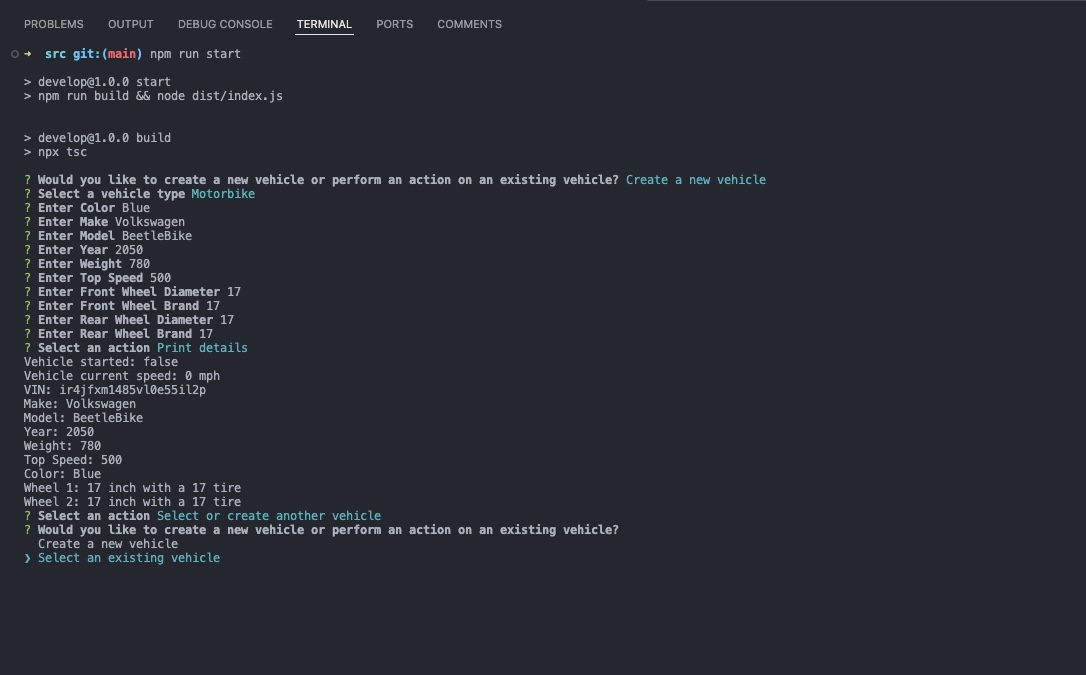 PROBLEMS OUTPUT DEBUG CONSOLE TERMINAL PORTS COMMENTS
○ ➜ src git:(main) npm run start
> develop@1.0.0 start
> npm run build && node dist/index.js
> develop@1.0.0 build
> npx tsc
? Would you like to create a new vehicle or perform an action on an existing vehicle? Create a new vehicle
? Select a vehicle type Motorbike
? Enter Color Blue
? Enter Make Volkswagen
? Enter Model BeetleBike
? Enter Year 2050
? Enter Weight 780
? Enter Top Speed 500
? Enter Front Wheel Diameter 17
? Enter Front Wheel Brand 17
? Enter Rear Wheel Diameter 17
? Enter Rear Wheel Brand 17
? Select an action Print details
Vehicle started: false
Vehicle current speed: 0 mph
VIN: ir4jfxm1485vl0e55il2p
Make: Volkswagen
Model: BeetleBike
Year: 2050
Weight: 780
Top Speed: 500
Color: Blue
Wheel 1: 17 inch with a 17 tire
Wheel 2: 17 inch with a 17 tire
? Select an action Select or create another vehicle
? Would you like to create a new vehicle or perform an action on an existing vehicle?
Create a new vehicle
❯ Select an existing vehicle